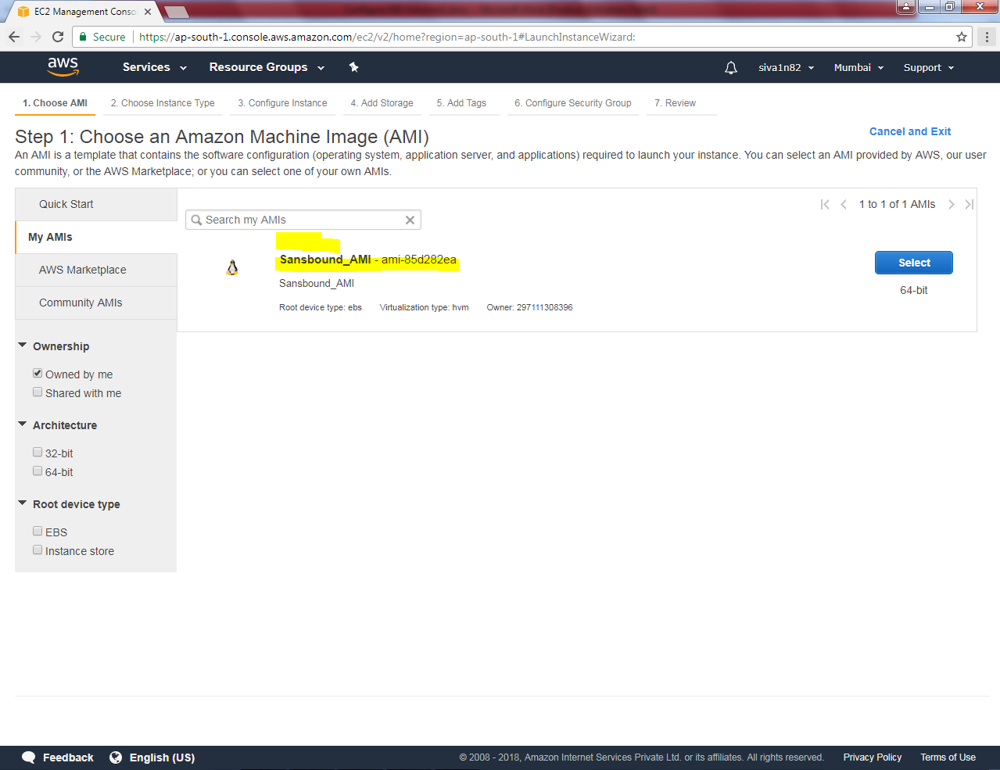 EC2 Management Conso
Secure https://ap-south-1.console.aws.amazon.com/ec2/v2/home?region=ap-south-1#LaunchInstanceWizard:
aws Services Resource Groups siva1n82 Mumbai Support
1. Choose AMI 2. Choose Instance Type 3. Configure Instance 4. Add Storage 5. Add Tags 6. Configure Security Group 7. Review
Step 1: Choose an Amazon Machine Image (AMI)
Cancel and Exit
An AMI is a template that contains the software configuration (operating system, application server, and applications) required to launch your instance. You can select an AMI provided by AWS, our user
community, or the AWS Marketplace; or you can select one of your own AMIs.
Quick Start
My AMIs
AWS Marketplace
Community AMIs
Ownership
Owned by me
Shared with me
Architecture
32-bit
64-bit
Root device type
EBS
Instance store
1 to 1 of 1 AMIs
Search my AMIs
Sansbound_AMI - ami-85d282ea
Sansbound_AMI
Root device type: ebs Virtualization type: hvm Owner: 297111308396
Select
64-bit
Feedback English (US) © 2008 - 2018, Amazon Internet Services Private Ltd. or its affiliates. All rights reserved. Privacy Policy Terms of Use